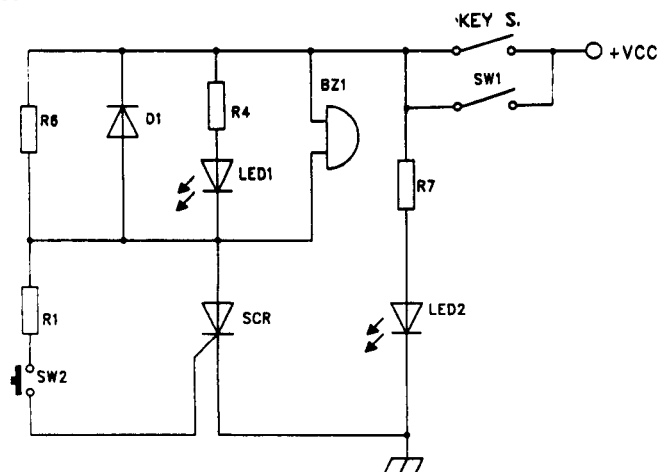 KEY S.
+VCC
SW1
BZ1
R6
D1
R4
LED1
R7
R1
SCR
LED2
SW2